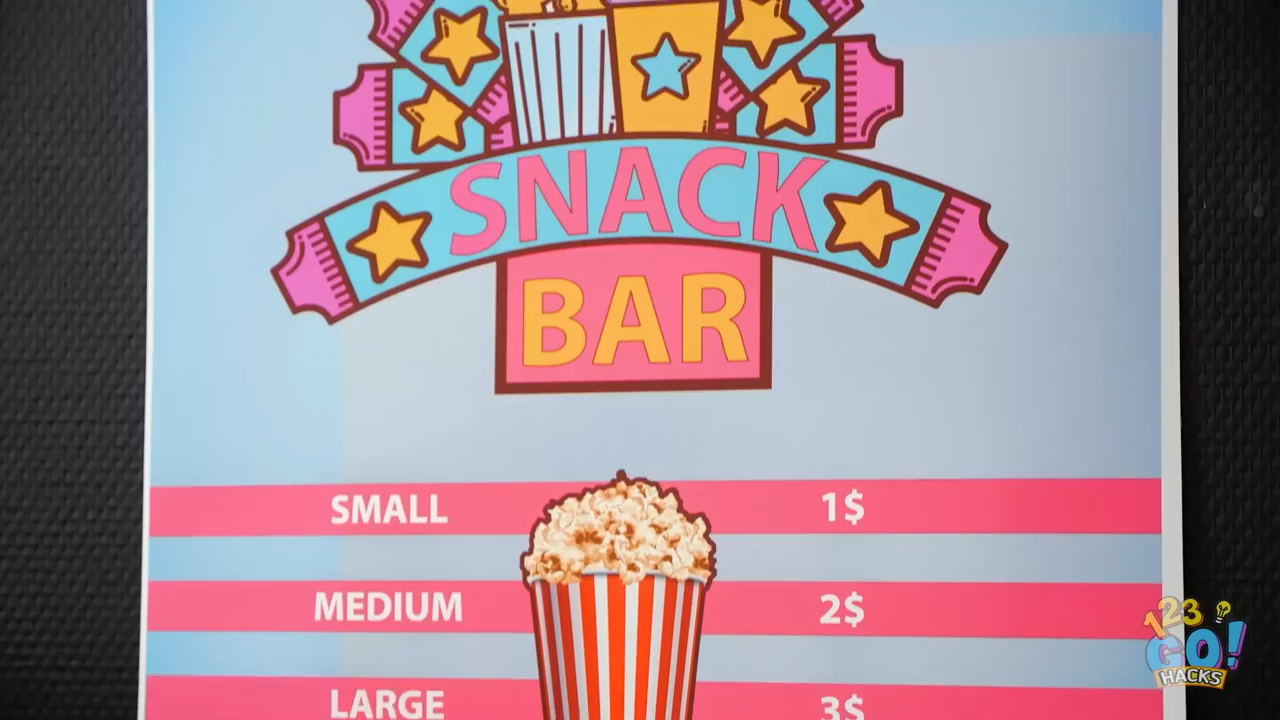 SNACK
BAR
SMALL 1$
MEDIUM 2$
LARGE 3$
123
GO!
HACKS